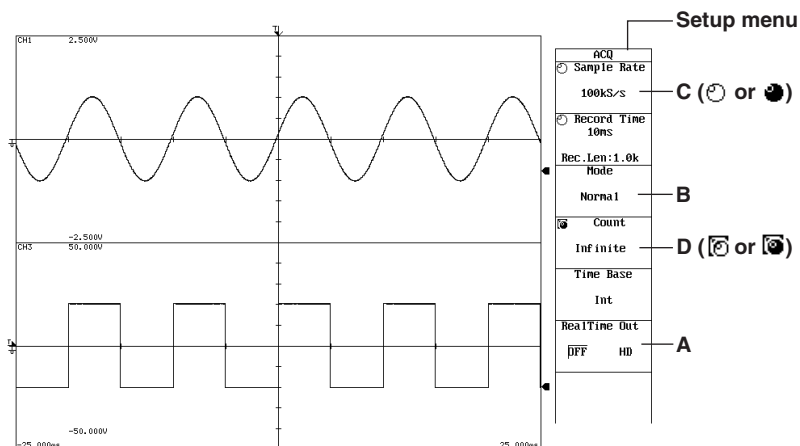 Setup menu
CH1 2.500V
T
ACQ
Sample Rate
100kS/s
C ( or )
Record Time
10ms
Rec.Len:1.0k
Mode
Normal
B
-2.500V
CH3 50.000V
Count
Infinite
D ( or )
Time Base
Int
RealTime Out
OFF HD
A
T
-50.000V
-25.000ms 25.000ms